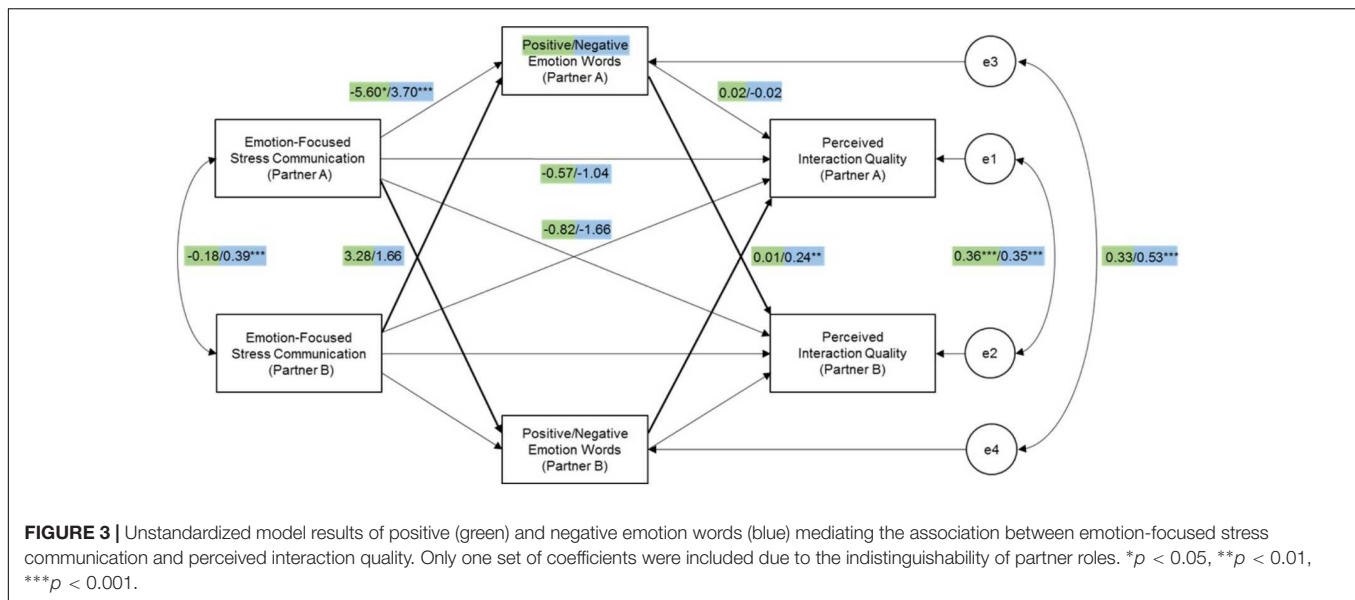 Positive/Negative
Emotion Words
(Partner A)
e3
-5.60*/3.70***
0.02/-0.02
Emotion-Focused
Stress Communication
(Partner A)
Perceived
Interaction Quality
(Partner A)
e1
-0.57/-1.04
-0.82/-1.66
-0.18/0.39***
3.28/1.66
0.01/0.24**
0.36***/0.35***
0.33/0.53***
Emotion-Focused
Stress Communication
(Partner B)
Perceived
Interaction Quality
(Partner B)
e2
Positive/Negative
Emotion Words
(Partner B)
e4
FIGURE 3 | Unstandardized model results of positive (green) and negative emotion words (blue) mediating the association between emotion-focused stress
communication and perceived interaction quality. Only one set of coefficients were included due to the indistinguishability of partner roles. *p < 0.05, **p < 0.01,
***p < 0.001.